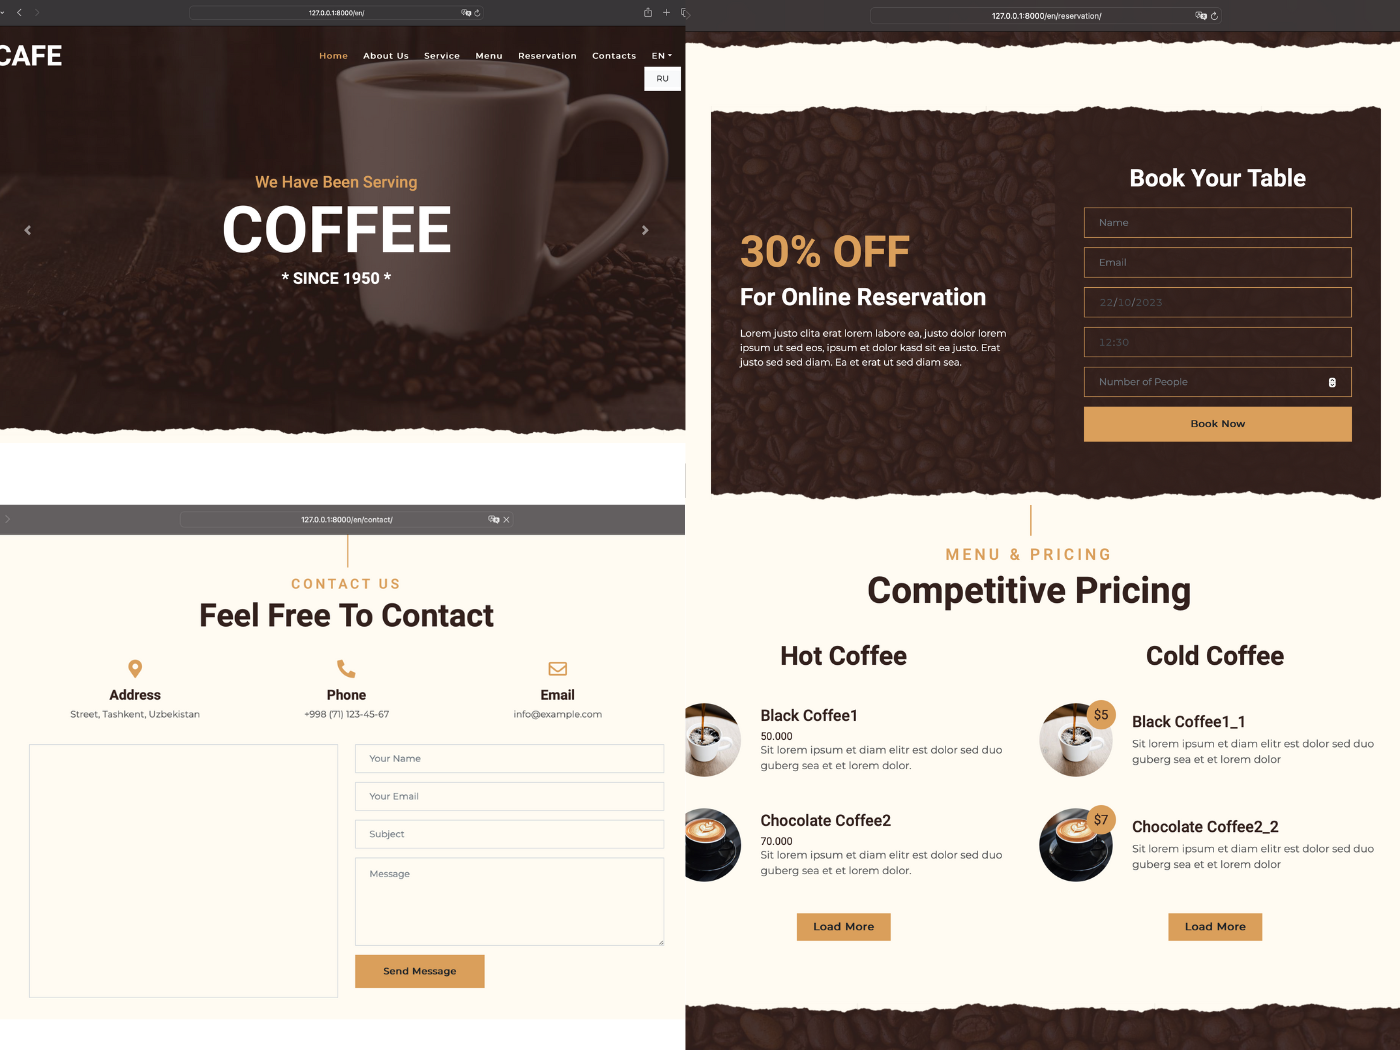 127.0.0.1:8000/en/
CAFE
Home About Us Service Menu Reservation Contacts EN
RU
We Have Been Serving
COFFEE
* SINCE 1950 *
127.0.0.1:8000/en/reservation/
30% OFF
For Online Reservation
Lorem justo clita erat lorem labore ea, justo dolor lorem
ipsum ut sed eos, ipsum et dolor kasd sit ea justo. Erat
justo sed sed diam. Ea et erat ut sed diam sea.
Book Your Table
Name
Email
22/10/2023
12:30
Number of People
Book Now
127.0.0.1:8000/en/contact/
CONTACT US
Feel Free To Contact
Address
Street, Tashkent, Uzbekistan
Phone
+998 (71) 123-45-67
Email
info@example.com
Your Name
Your Email
Subject
Message
Send Message
MENU & PRICING
Competitive Pricing
Hot Coffee
Black Coffee1
50.000
Sit lorem ipsum et diam elitr est dolor sed duo
guberg sea et et lorem dolor.
Chocolate Coffee2
70.000
Sit lorem ipsum et diam elitr est dolor sed duo
guberg sea et et lorem dolor.
Load More
Cold Coffee
$5
Black Coffee1_1
Sit lorem ipsum et diam elitr est dolor sed duo
guberg sea et et lorem dolor
$7
Chocolate Coffee2_2
Sit lorem ipsum et diam elitr est dolor sed duo
guberg sea et et lorem dolor
Load More